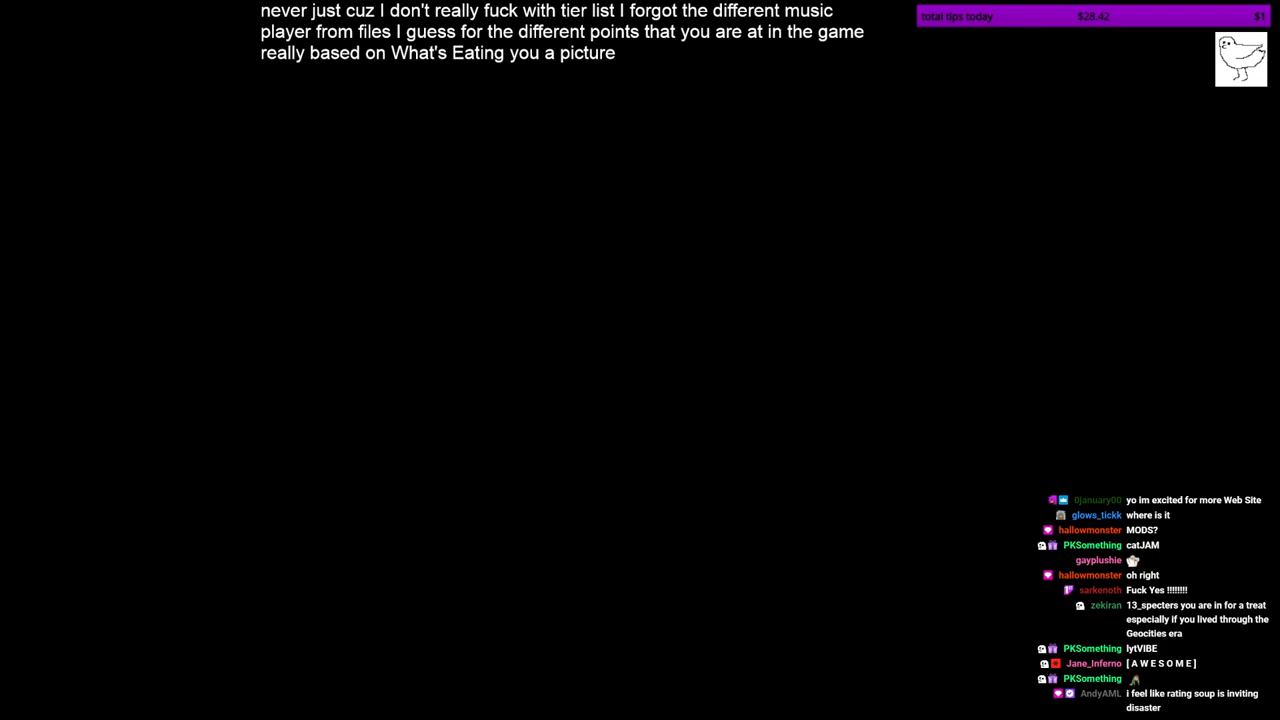 never just cuz I don't really fuck with tier list I forgot the different music
player from files I guess for the different points that you are at in the game
really based on What's Eating you a picture
total tips today $28.42 $1
0january00 yo im excited for more Web Site
glows_tickk where is it
hallowmonster MODS?
PKSomething catJAM
gayplushie
hallowmonster oh right
sarkenoth Fuck Yes !!!!!!!!
zekiran 13_specters you are in for a treat
especially if you lived through the
Geocities era
PKSomething lytVIBE
Jane_Inferno [ A W E S O M E ]
PKSomething
AndyAML i feel like rating soup is inviting
disaster